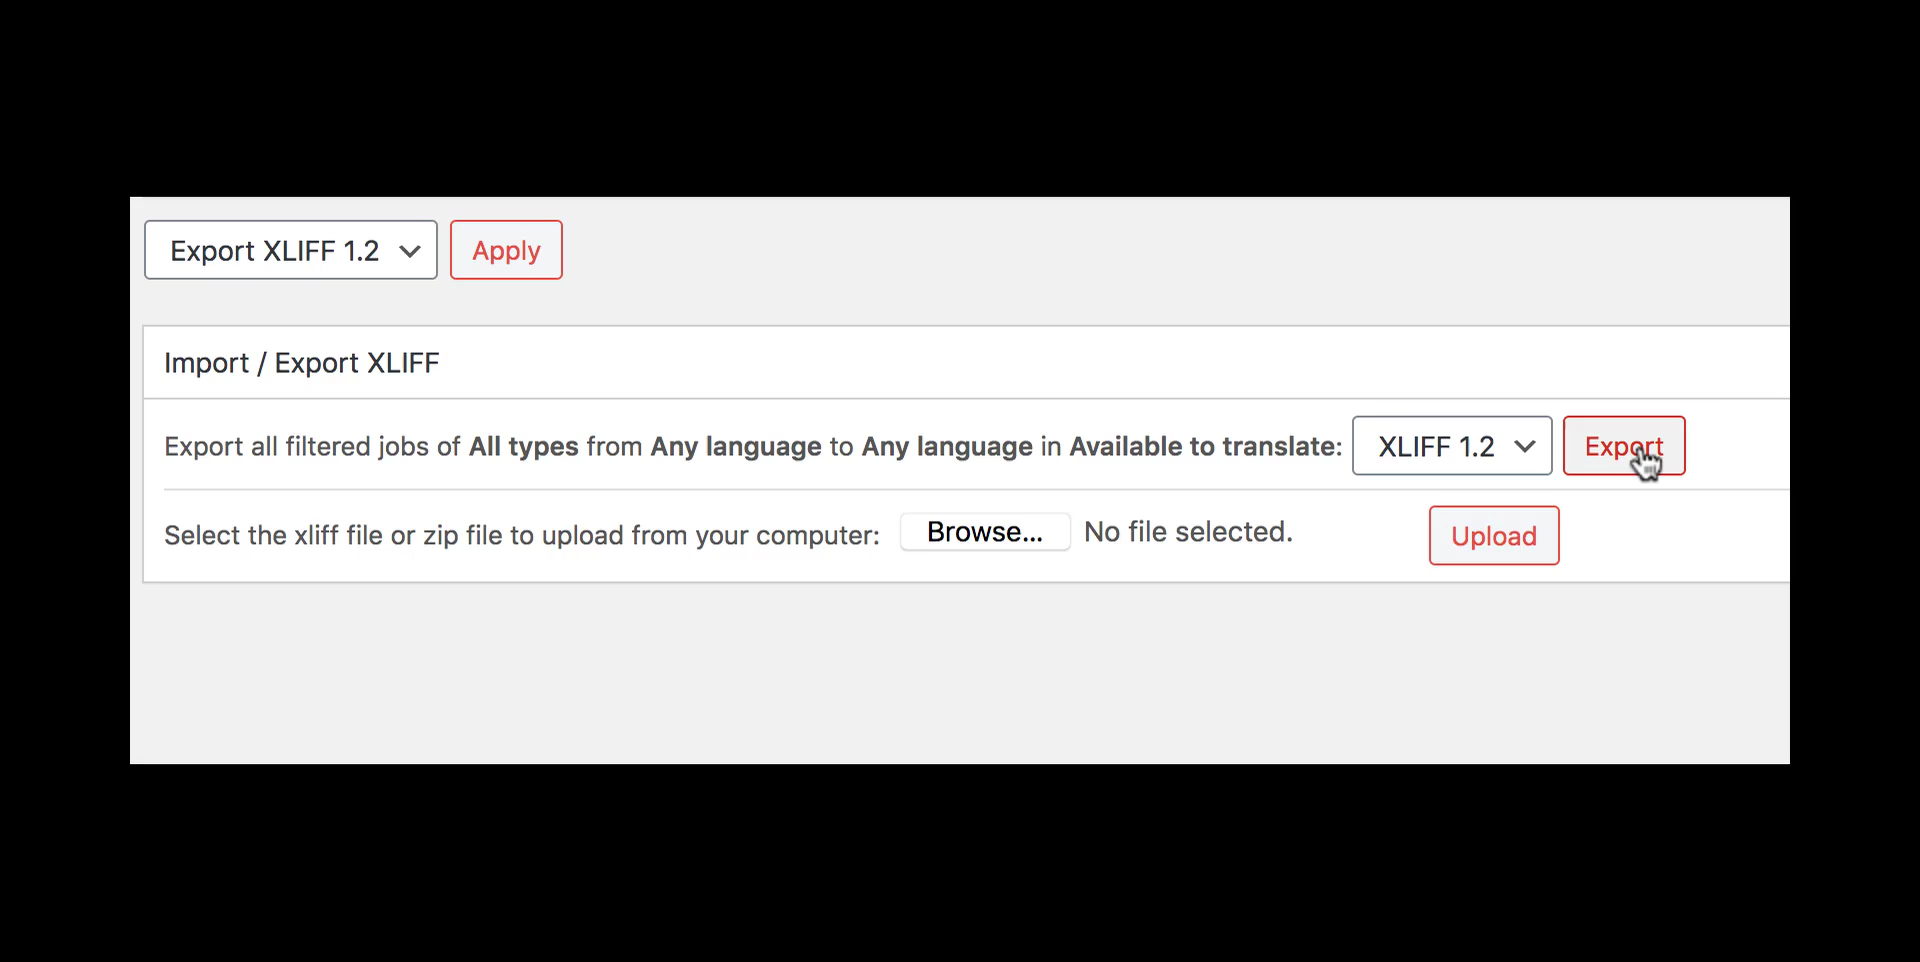 Export XLIFF 1.2 Apply
Import / Export XLIFF
Export all filtered jobs of All types from Any language to Any language in Available to translate: XLIFF 1.2 Export
Select the xliff file or zip file to upload from your computer: Browse... No file selected. Upload